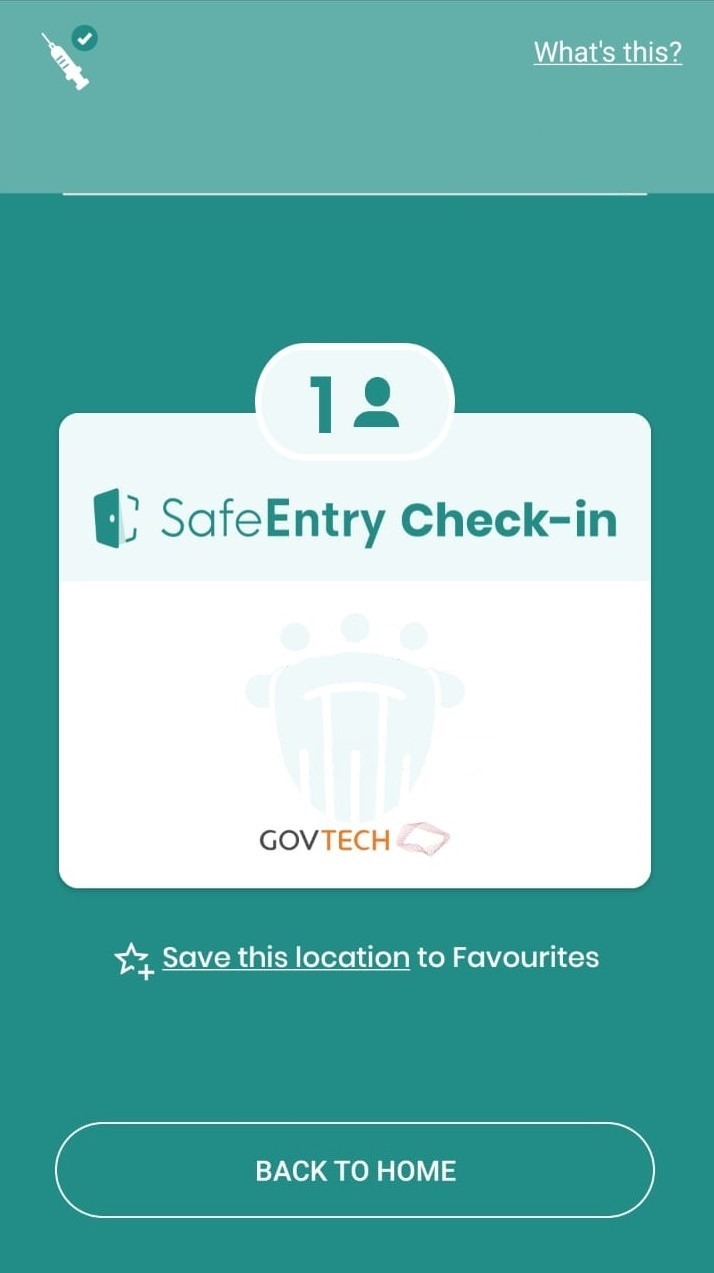 What's this?
1
SafeEntry Check-in
GOVTECH
Save this location to Favourites
BACK TO HOME